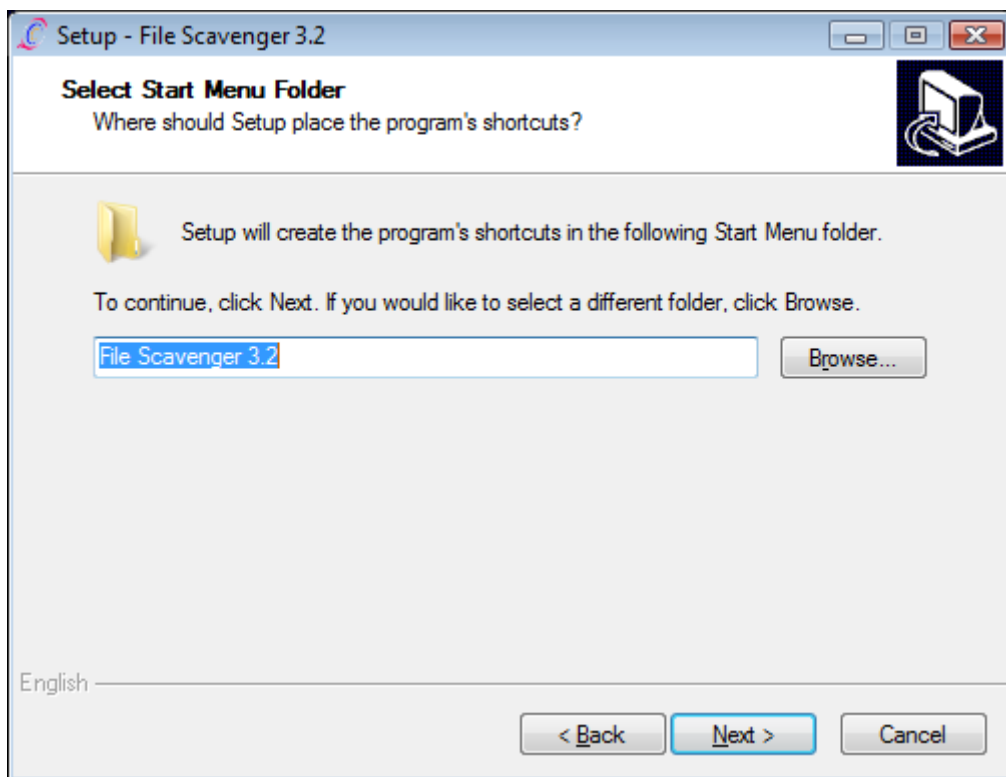 Setup - File Scavenger 3.2
Select Start Menu Folder
Where should Setup place the program's shortcuts?
Setup will create the program's shortcuts in the following Start Menu folder.
To continue, click Next. If you would like to select a different folder, click Browse.
File Scavenger 3.2
Browse...
English
< Back
Next >
Cancel